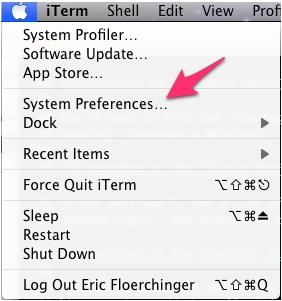 iTerm Shell Edit View Prof
System Profiler...
Software Update...
App Store...
System Preferences...
Dock
Recent Items
Force Quit iTerm ⌥⇧⌘⎋
Sleep ⌥⌘⏏
Restart
Shut Down
Log Out Eric Floerchinger ⌥⇧⌘Q